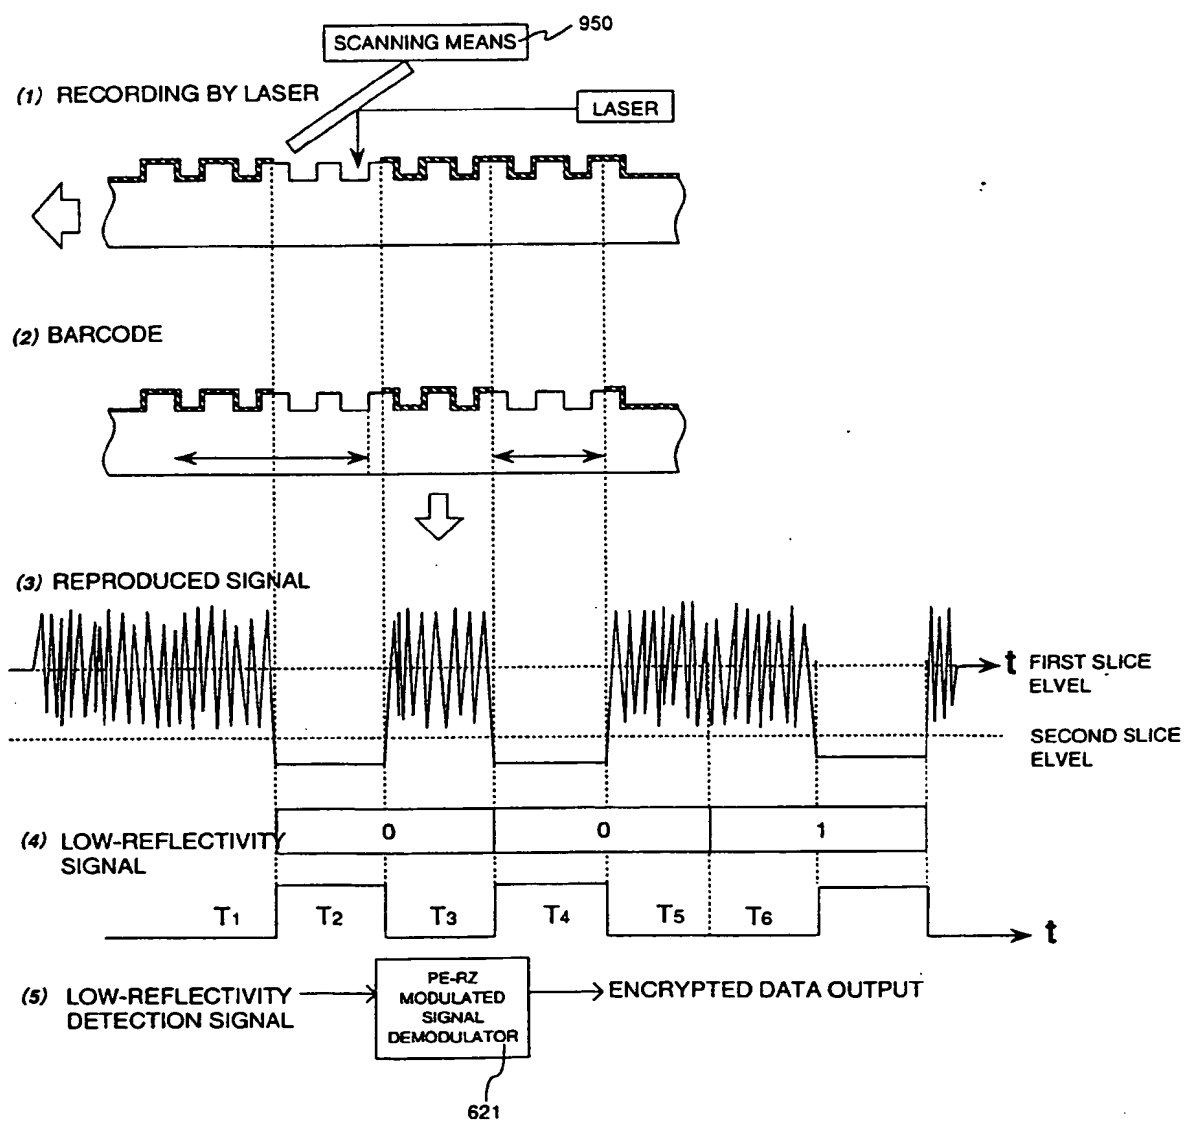 950
SCANNING MEANS
(1) RECORDING BY LASER
LASER
(2) BARCODE
(3) REPRODUCED SIGNAL
t FIRST SLICE
ELVEL
SECOND SLICE
ELVEL
(4) LOW-REFLECTIVITY
SIGNAL
0 0 1
T1 T2 T3 T4 T5 T6
t
(5) LOW-REFLECTIVITY
DETECTION SIGNAL
PE-RZ
MODULATED
SIGNAL
DEMODULATOR
ENCRYPTED DATA OUTPUT
621